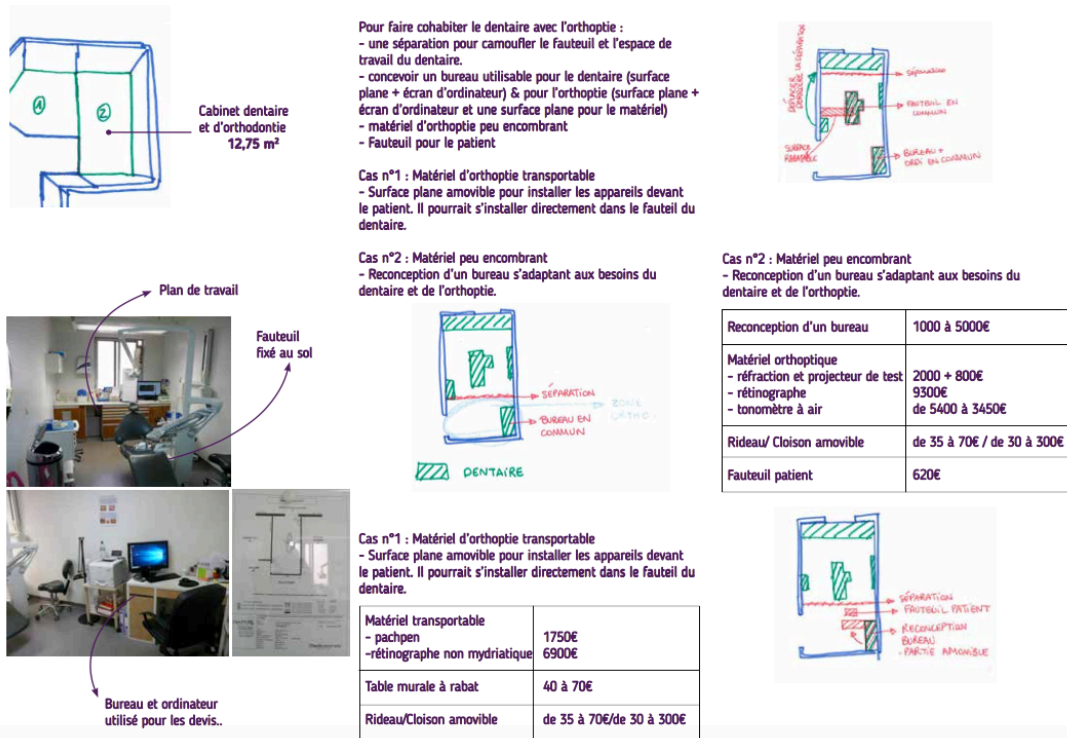 Cabinet dentaire
et d'orthodontie
12,75 m²
1
2
Plan de travail
Fauteuil
fixé au sol
Bureau et ordinateur
utilisé pour les devis..
Pour faire cohabiter le dentaire avec l'orthoptie :
- une séparation pour camoufler le fauteuil et l'espace de
travail du dentaire.
- concevoir un bureau utilisable pour le dentaire (surface
plane + écran d'ordinateur) & pour l'orthoptie (surface plane +
écran d'ordinateur et une surface plane pour le matériel)
- matériel d'orthoptie peu encombrant
- Fauteuil pour le patient
Cas n°1 : Matériel d'orthoptie transportable
- Surface plane amovible pour installer les appareils devant
le patient. Il pourrait s'installer directement dans le fauteil du
dentaire.
Cas n°2 : Matériel peu encombrant
- Reconception d'un bureau s'adaptant aux besoins du
dentaire et de l'orthoptie.
SÉPARATION
ZONE
ORTHO.
BUREAU EN
COMMUN
DENTAIRE
Cas n°1 : Matériel d'orthoptie transportable
- Surface plane amovible pour installer les appareils devant
le patient. Il pourrait s'installer directement dans le fauteil du
dentaire.
Matériel transportable
- pachpen 1750€
-rétinographe non mydriatique 6900€
Table murale à rabat 40 à 70€
Rideau/Cloison amovible de 35 à 70€/de 30 à 300€
DÉPLACER LA SÉPARATION
DERRIÈRE
séparation
FAUTEUIL EN
COMMUN
SURFACE
RABATABLE
BUREAU +
ORDI EN COMMUN
Cas n°2 : Matériel peu encombrant
- Reconception d'un bureau s'adaptant aux besoins du
dentaire et de l'orthoptie.
Reconception d'un bureau 1000 à 5000€
Matériel orthoptique
- réfraction et projecteur de test 2000 + 800€
- rétinographe 9300€
- tonomètre à air de 5400 à 3450€
Rideau/ Cloison amovible de 35 à 70€ / de 30 à 300€
Fauteuil patient 620€
SÉPARATION
FAUTEUIL PATIENT
RECONCEPTION
BUREAU
- PARTIE AMONIBLE